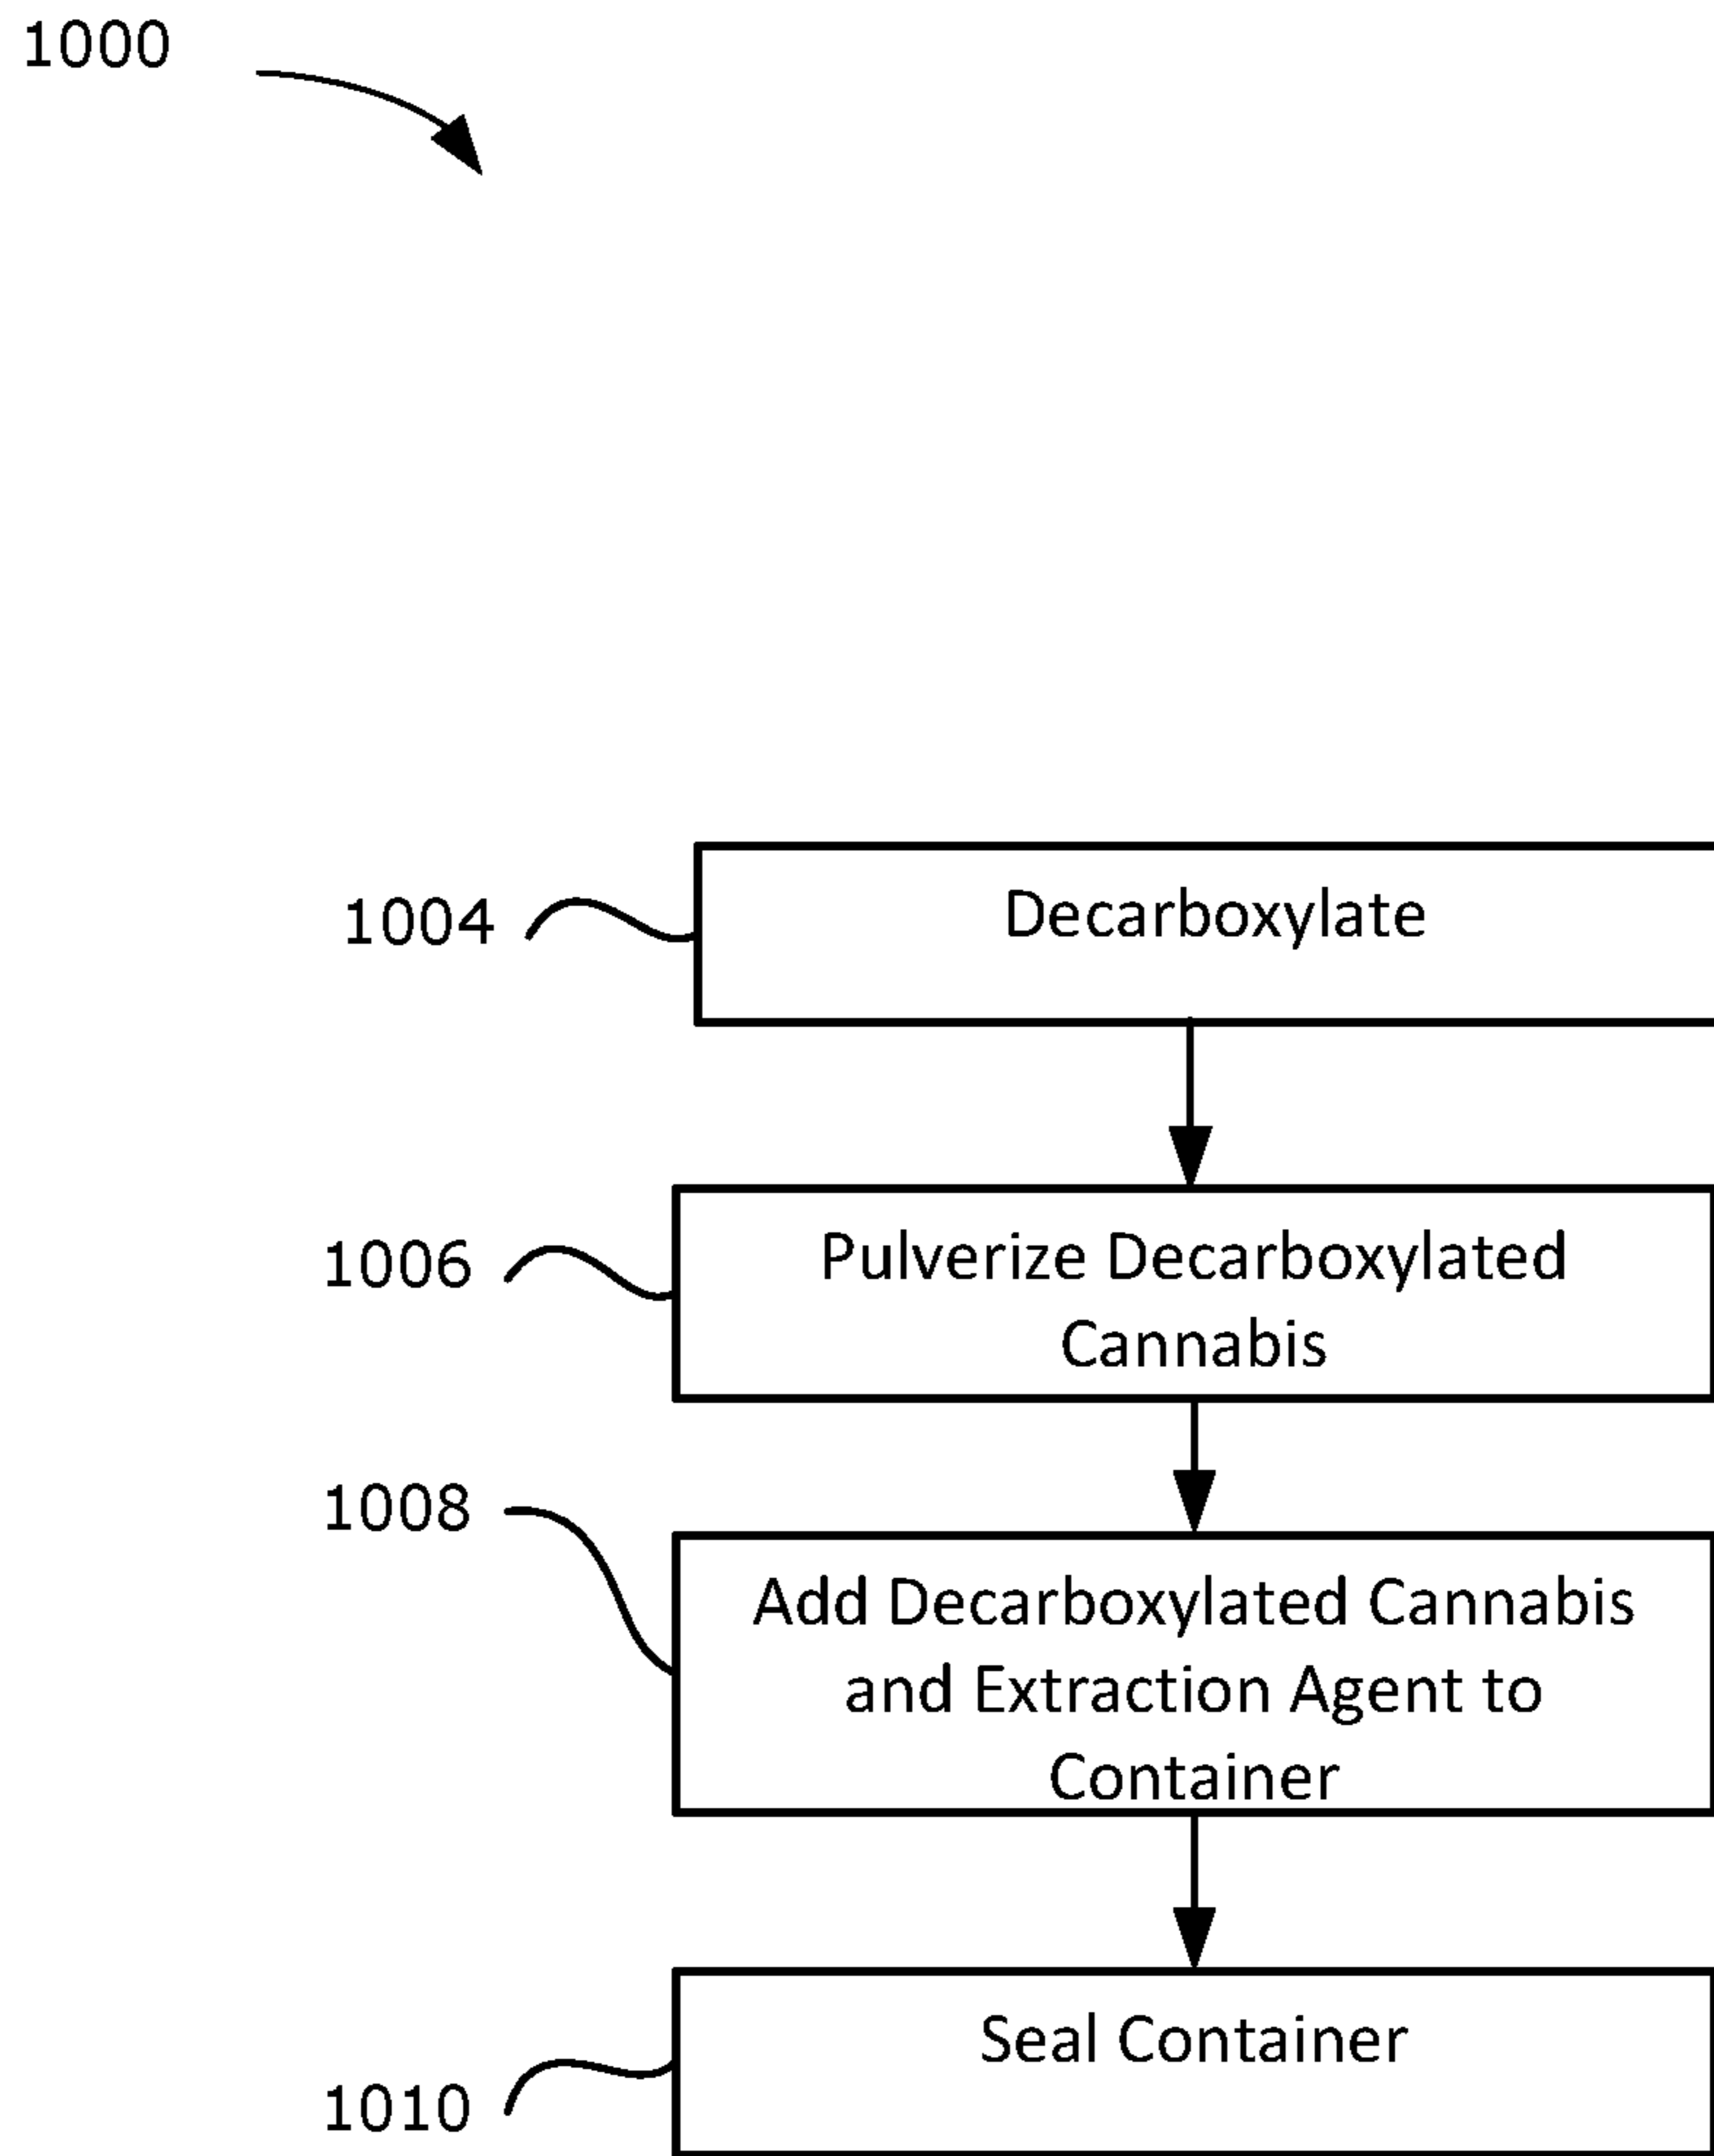 1000
1004
Decarboxylate
1006
Pulverize Decarboxylated
Cannabis
1008
Add Decarboxylated Cannabis
and Extraction Agent to
Container
1010
Seal Container